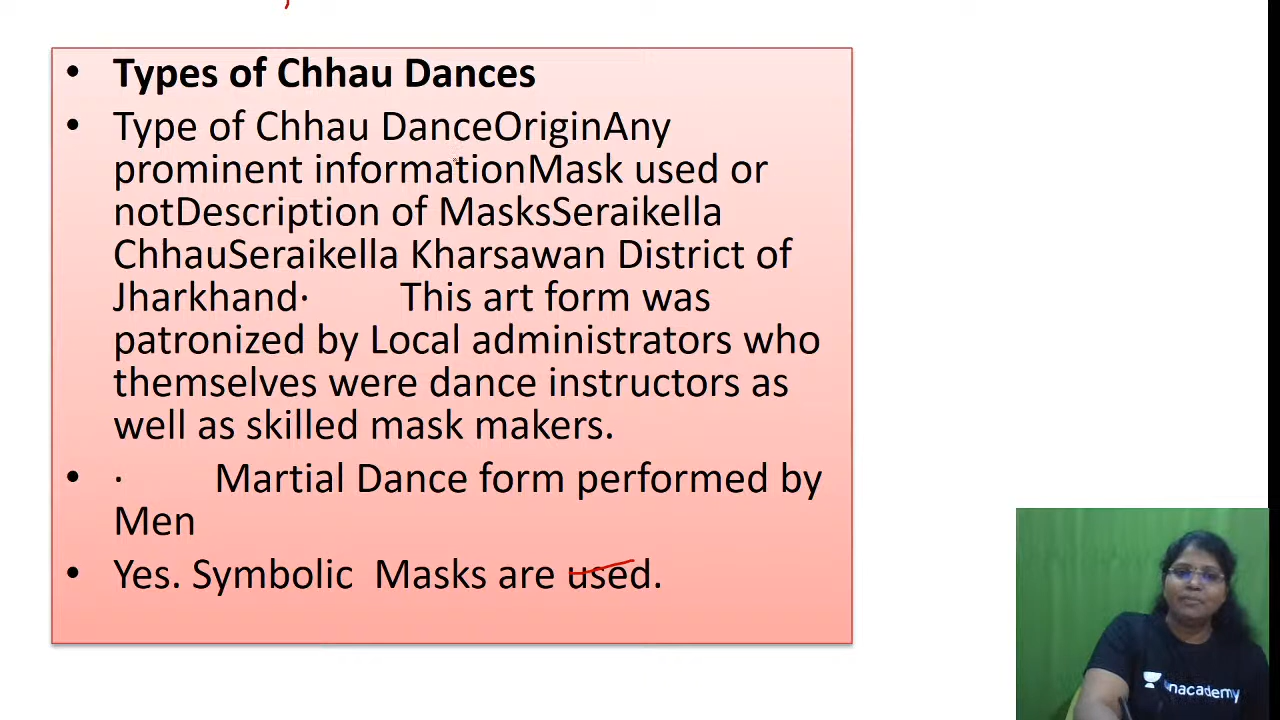 • Types of Chhau Dances
• Type of Chhau DanceOriginAny
prominent informationMask used or
notDescription of MasksSeraikella
ChhauSeraikella Kharsawan District of
Jharkhand· This art form was
patronized by Local administrators who
themselves were dance instructors as
well as skilled mask makers.
• · Martial Dance form performed by
Men
• Yes. Symbolic Masks are used.
unacademy